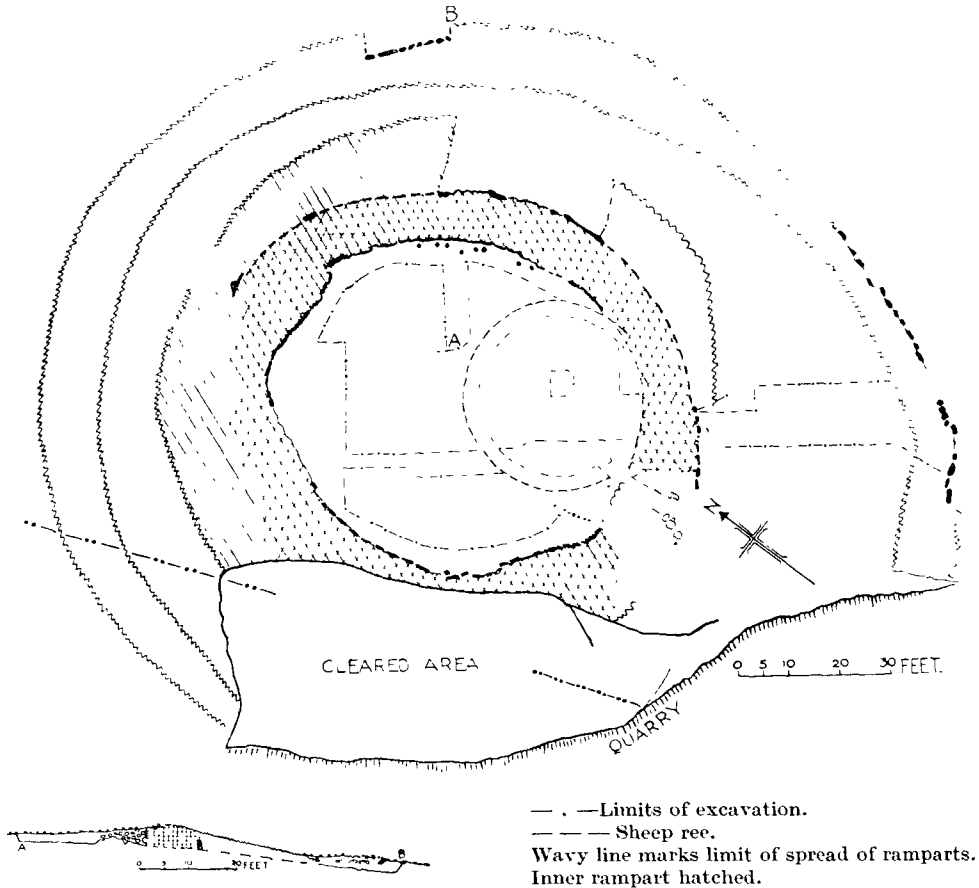 B
A
N
CLEARED AREA
QUARRY
0 5 10 20 30 FEET.
A
B
0 5 10 20 FEET
— . —Limits of excavation.
— — — Sheep ree.
Wavy line marks limit of spread of ramparts.
Inner rampart hatched.